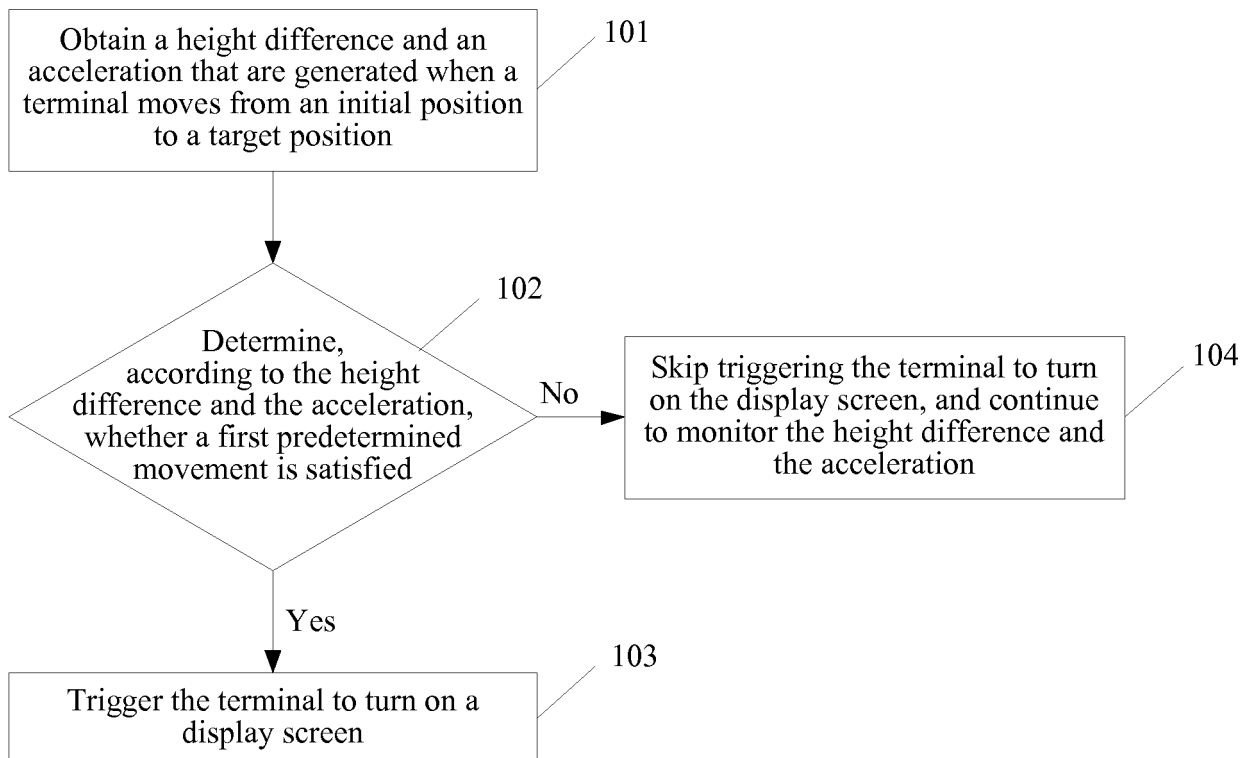 Obtain a height difference and an
acceleration that are generated when a
terminal moves from an initial position
to a target position
101
Determine,
according to the height
difference and the acceleration,
whether a first predetermined
movement is satisfied
102
No
Skip triggering the terminal to turn
on the display screen, and continue
to monitor the height difference and
the acceleration
104
Yes
Trigger the terminal to turn on a
display screen
103